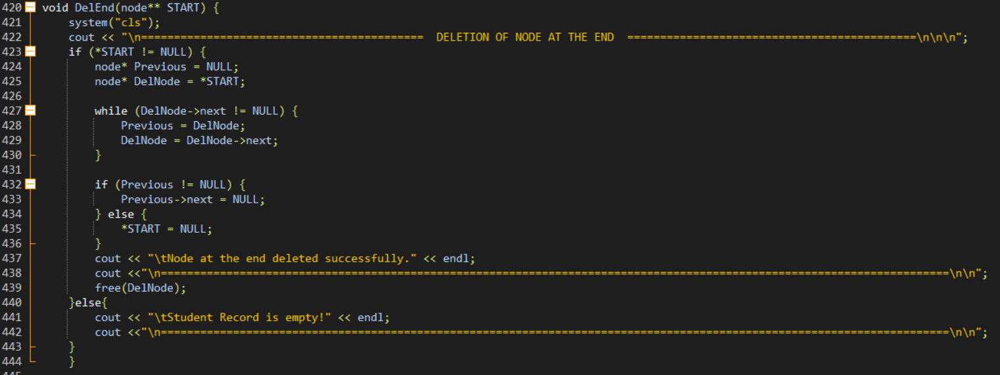 420 void DelEnd(node** START) {
421     system("cls");
422     cout << "\n===========================================  DELETION OF NODE AT THE END  ============================================\n\n\n";
423     if (*START != NULL) {
424         node* Previous = NULL;
425         node* DelNode = *START;
426
427         while (DelNode->next != NULL) {
428             Previous = DelNode;
429             DelNode = DelNode->next;
430         }
431
432         if (Previous != NULL) {
433             Previous->next = NULL;
434         } else {
435             *START = NULL;
436         }
437         cout << "\tNode at the end deleted successfully." << endl;
438         cout <<"\n========================================================================================================================\n\n";
439         free(DelNode);
440     }else{
441         cout << "\tStudent Record is empty!" << endl;
442         cout <<"\n========================================================================================================================\n\n";
443     }
444     }